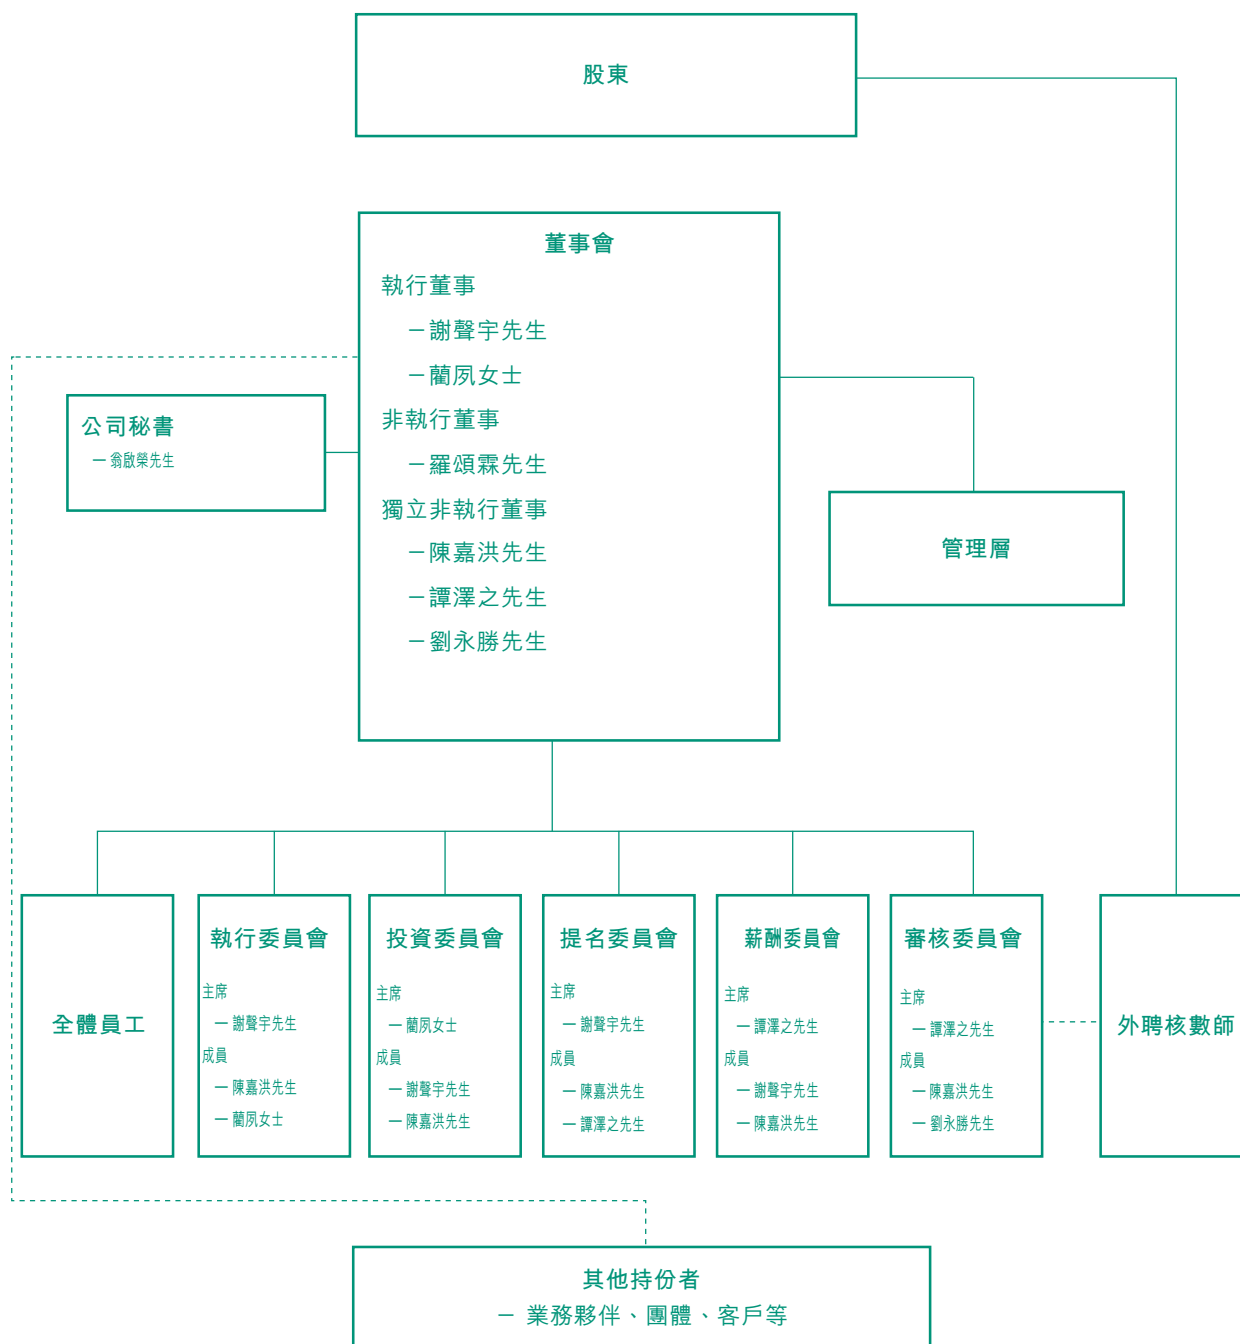 股東
董事會
執行董事
－謝聲宇先生
－藺夙女士
非執行董事
－羅頌霖先生
獨立非執行董事
－陳嘉洪先生
－譚澤之先生
－劉永勝先生
公司秘書
－翁啟榮先生
管理層
全體員工
執行委員會
主席
－謝聲宇先生
成員
－陳嘉洪先生
－藺夙女士
投資委員會
主席
－藺夙女士
成員
－謝聲宇先生
－陳嘉洪先生
提名委員會
主席
－謝聲宇先生
成員
－陳嘉洪先生
－譚澤之先生
薪酬委員會
主席
－譚澤之先生
成員
－謝聲宇先生
－陳嘉洪先生
審核委員會
主席
－譚澤之先生
成員
－陳嘉洪先生
－劉永勝先生
外聘核數師
其他持份者
－ 業務夥伴、團體、客戶等